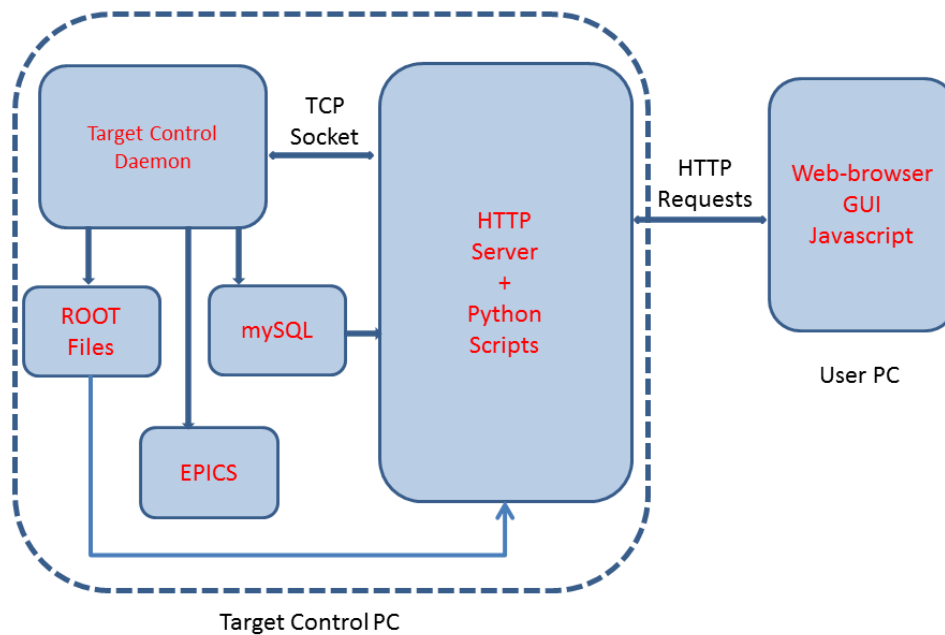 Target Control
Daemon
TCP
Socket
HTTP
Server
+
Python
Scripts
HTTP
Requests
Web-browser
GUI
Javascript
ROOT
Files
mySQL
EPICS
User PC
Target Control PC